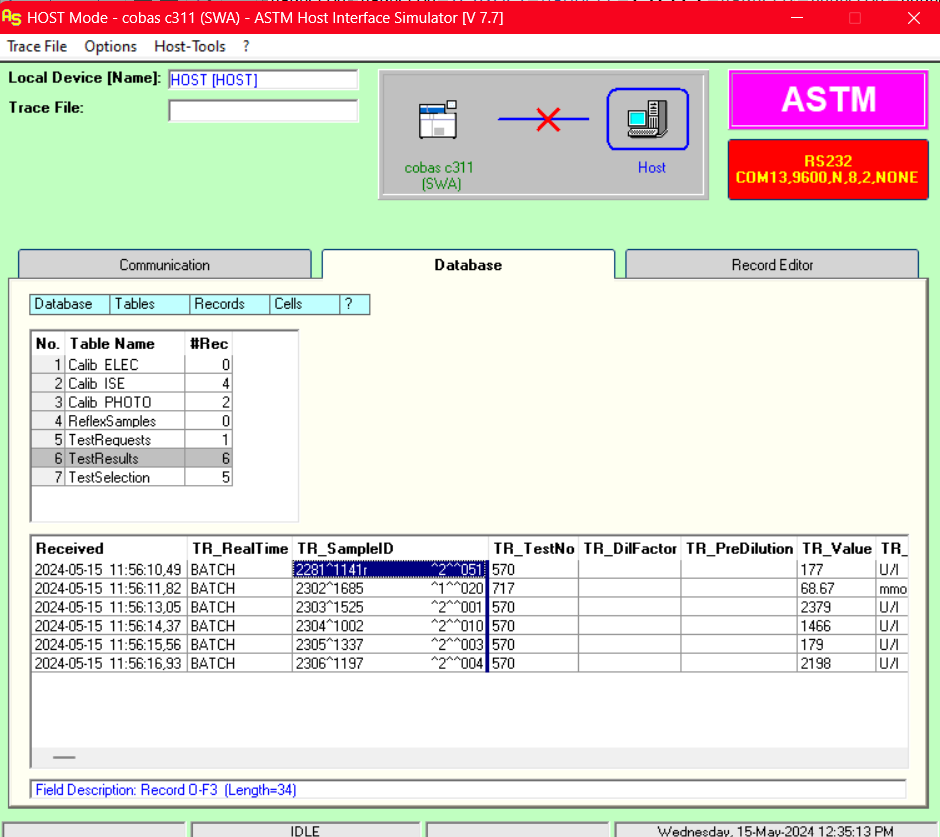 AS HOST Mode - cobas c311 (SWA) - ASTM Host Interface Simulator [V 7.7]
Trace File Options Host-Tools ?
Local Device [Name]: HOST [HOST]
Trace File:
cobas c311
(SWA)
Host
ASTM
RS232
COM13,9600,N,8,2,NONE
Communication Database Record Editor
Database Tables Records Cells ?
No. Table Name #Rec
1 Calib ELEC 0
2 Calib ISE 4
3 Calib PHOTO 2
4 ReflexSamples 0
5 TestRequests 1
6 TestResults 6
7 TestSelection 5
Received TR_RealTime TR_SampleID TR_TestNo TR_DilFactor TR_PreDilution TR_Value TR_
2024-05-15 11:56:10,49 BATCH 2281^1141r ^2^^051 570 177 U/l
2024-05-15 11:56:11,82 BATCH 2302^1685 ^1^^020 717 68.67 mmo
2024-05-15 11:56:13,05 BATCH 2303^1525 ^2^^001 570 2379 U/l
2024-05-15 11:56:14,37 BATCH 2304^1002 ^2^^010 570 1466 U/l
2024-05-15 11:56:15,56 BATCH 2305^1337 ^2^^003 570 179 U/l
2024-05-15 11:56:16,93 BATCH 2306^1197 ^2^^004 570 2198 U/l
Field Description: Record O-F3 (Length=34)
IDLE Wednesday, 15-May-2024 12:35:13 PM